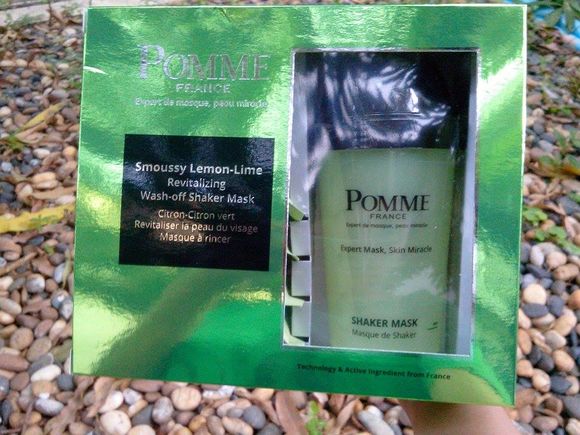 POMME
FRANCE
Expert de masque, peau miracle
Smoussy Lemon-Lime
Revitalizing
Wash-off Shaker Mask
Citron-Citron vert
Revitaliser la peau du visage
Masque à rincer
POMME
FRANCE
Expert de masque, peau miracle
Expert Mask, Skin Miracle
SHAKER MASK
Masque de Shaker
Technology & Active Ingredient from France